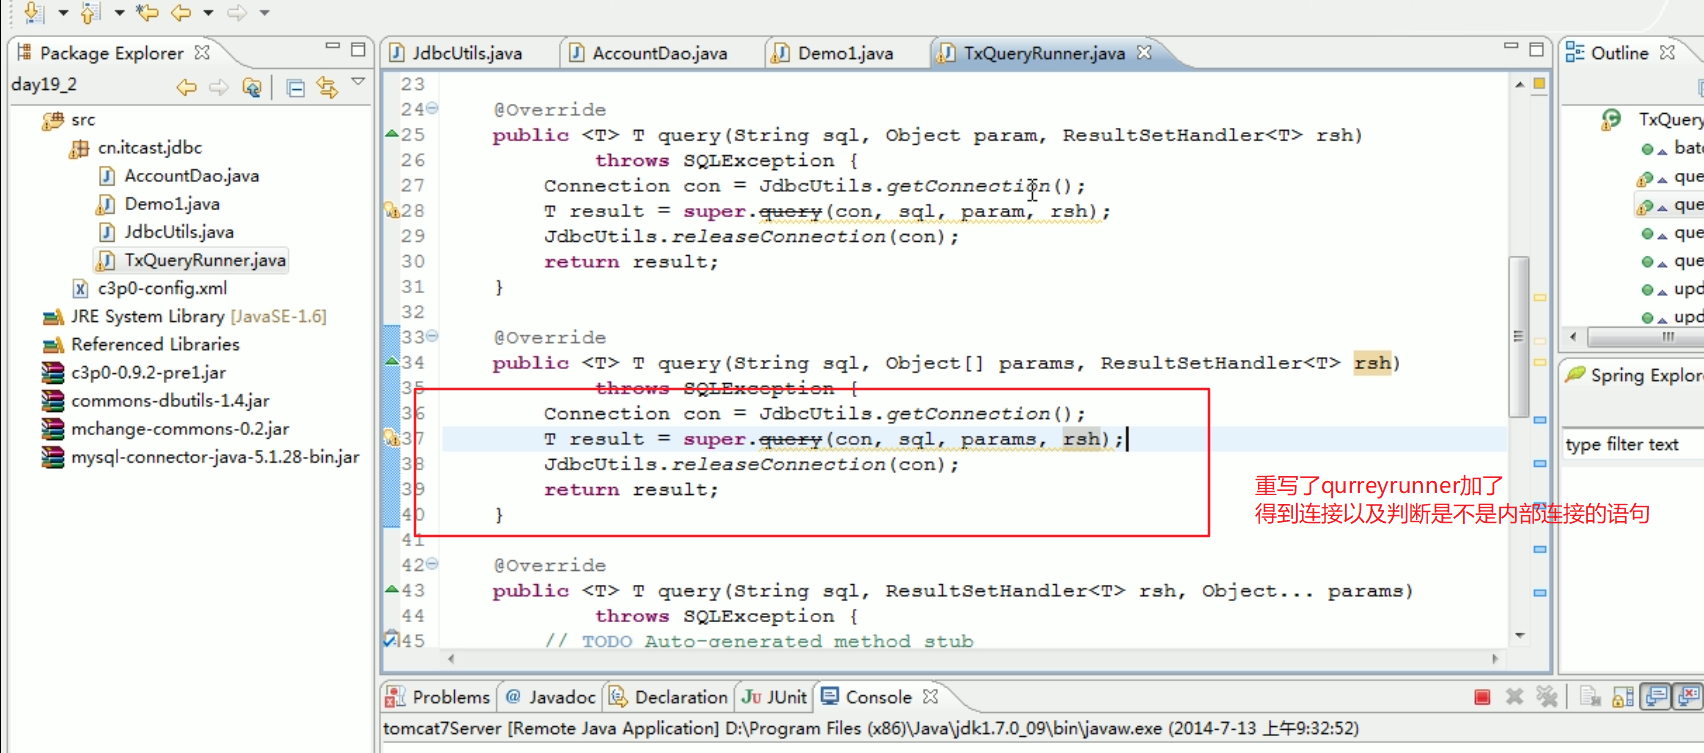 Package Explorer
day19_2
src
cn.itcast.jdbc
AccountDao.java
Demo1.java
JdbcUtils.java
TxQueryRunner.java
c3p0-config.xml
JRE System Library [JavaSE-1.6]
Referenced Libraries
c3p0-0.9.2-pre1.jar
commons-dbutils-1.4.jar
mchange-commons-0.2.jar
mysql-connector-java-5.1.28-bin.jar
JdbcUtils.java AccountDao.java Demo1.java TxQueryRunner.java
23
24 @Override
25 public <T> T query(String sql, Object param, ResultSetHandler<T> rsh)
26 throws SQLException {
27 Connection con = JdbcUtils.getConnection();
28 T result = super.query(con, sql, param, rsh);
29 JdbcUtils.releaseConnection(con);
30 return result;
31 }
32
33 @Override
34 public <T> T query(String sql, Object[] params, ResultSetHandler<T> rsh)
35 throws SQLException {
36 Connection con = JdbcUtils.getConnection();
37 T result = super.query(con, sql, params, rsh);
38 JdbcUtils.releaseConnection(con);
39 return result;
40 }
41
42 @Override
43 public <T> T query(String sql, ResultSetHandler<T> rsh, Object... params)
44 throws SQLException {
45 // TODO Auto-generated method stub
重写了qurreyrunner加了
得到连接以及判断是不是内部连接的语句
Outline
TxQuery
bat
que
que
que
que
upd
upd
Spring Explor
type filter text
Problems @ Javadoc Declaration JUnit Console
tomcat7Server [Remote Java Application] D:\Program Files (x86)\Java\jdk1.7.0_09\bin\javaw.exe (2014-7-13 上午9:32:52)